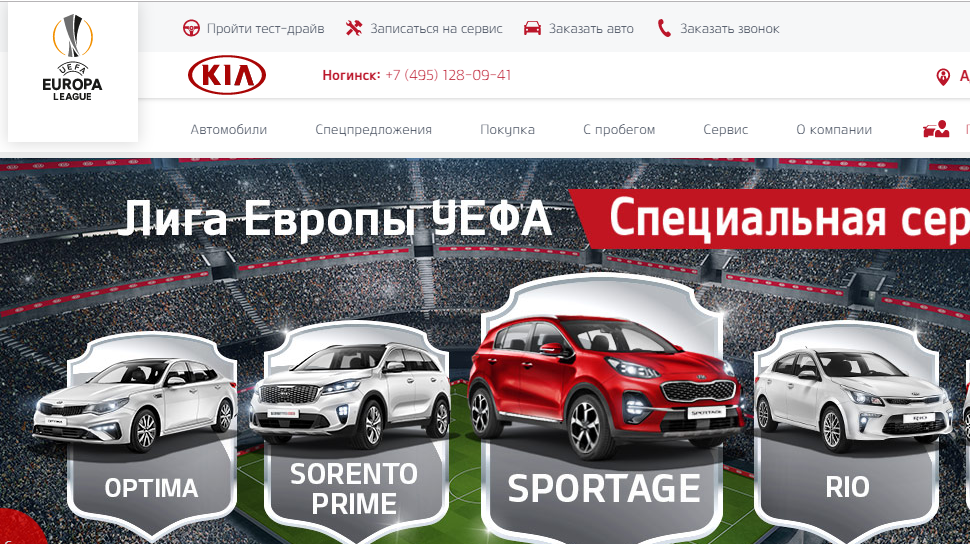 Пройти тест-драйв
Записаться на сервис
Заказать авто
Заказать звонок
UEFA
EUROPA
LEAGUE
KIA
Ногинск: +7 (495) 128-09-41
Автомобили
Спецпредложения
Покупка
С пробегом
Сервис
О компании
Лига Европы УЕФА
Специальная сер
OPTIMA
SORENTO
PRIME
SPORTAGE
RIO
SPORTAGE